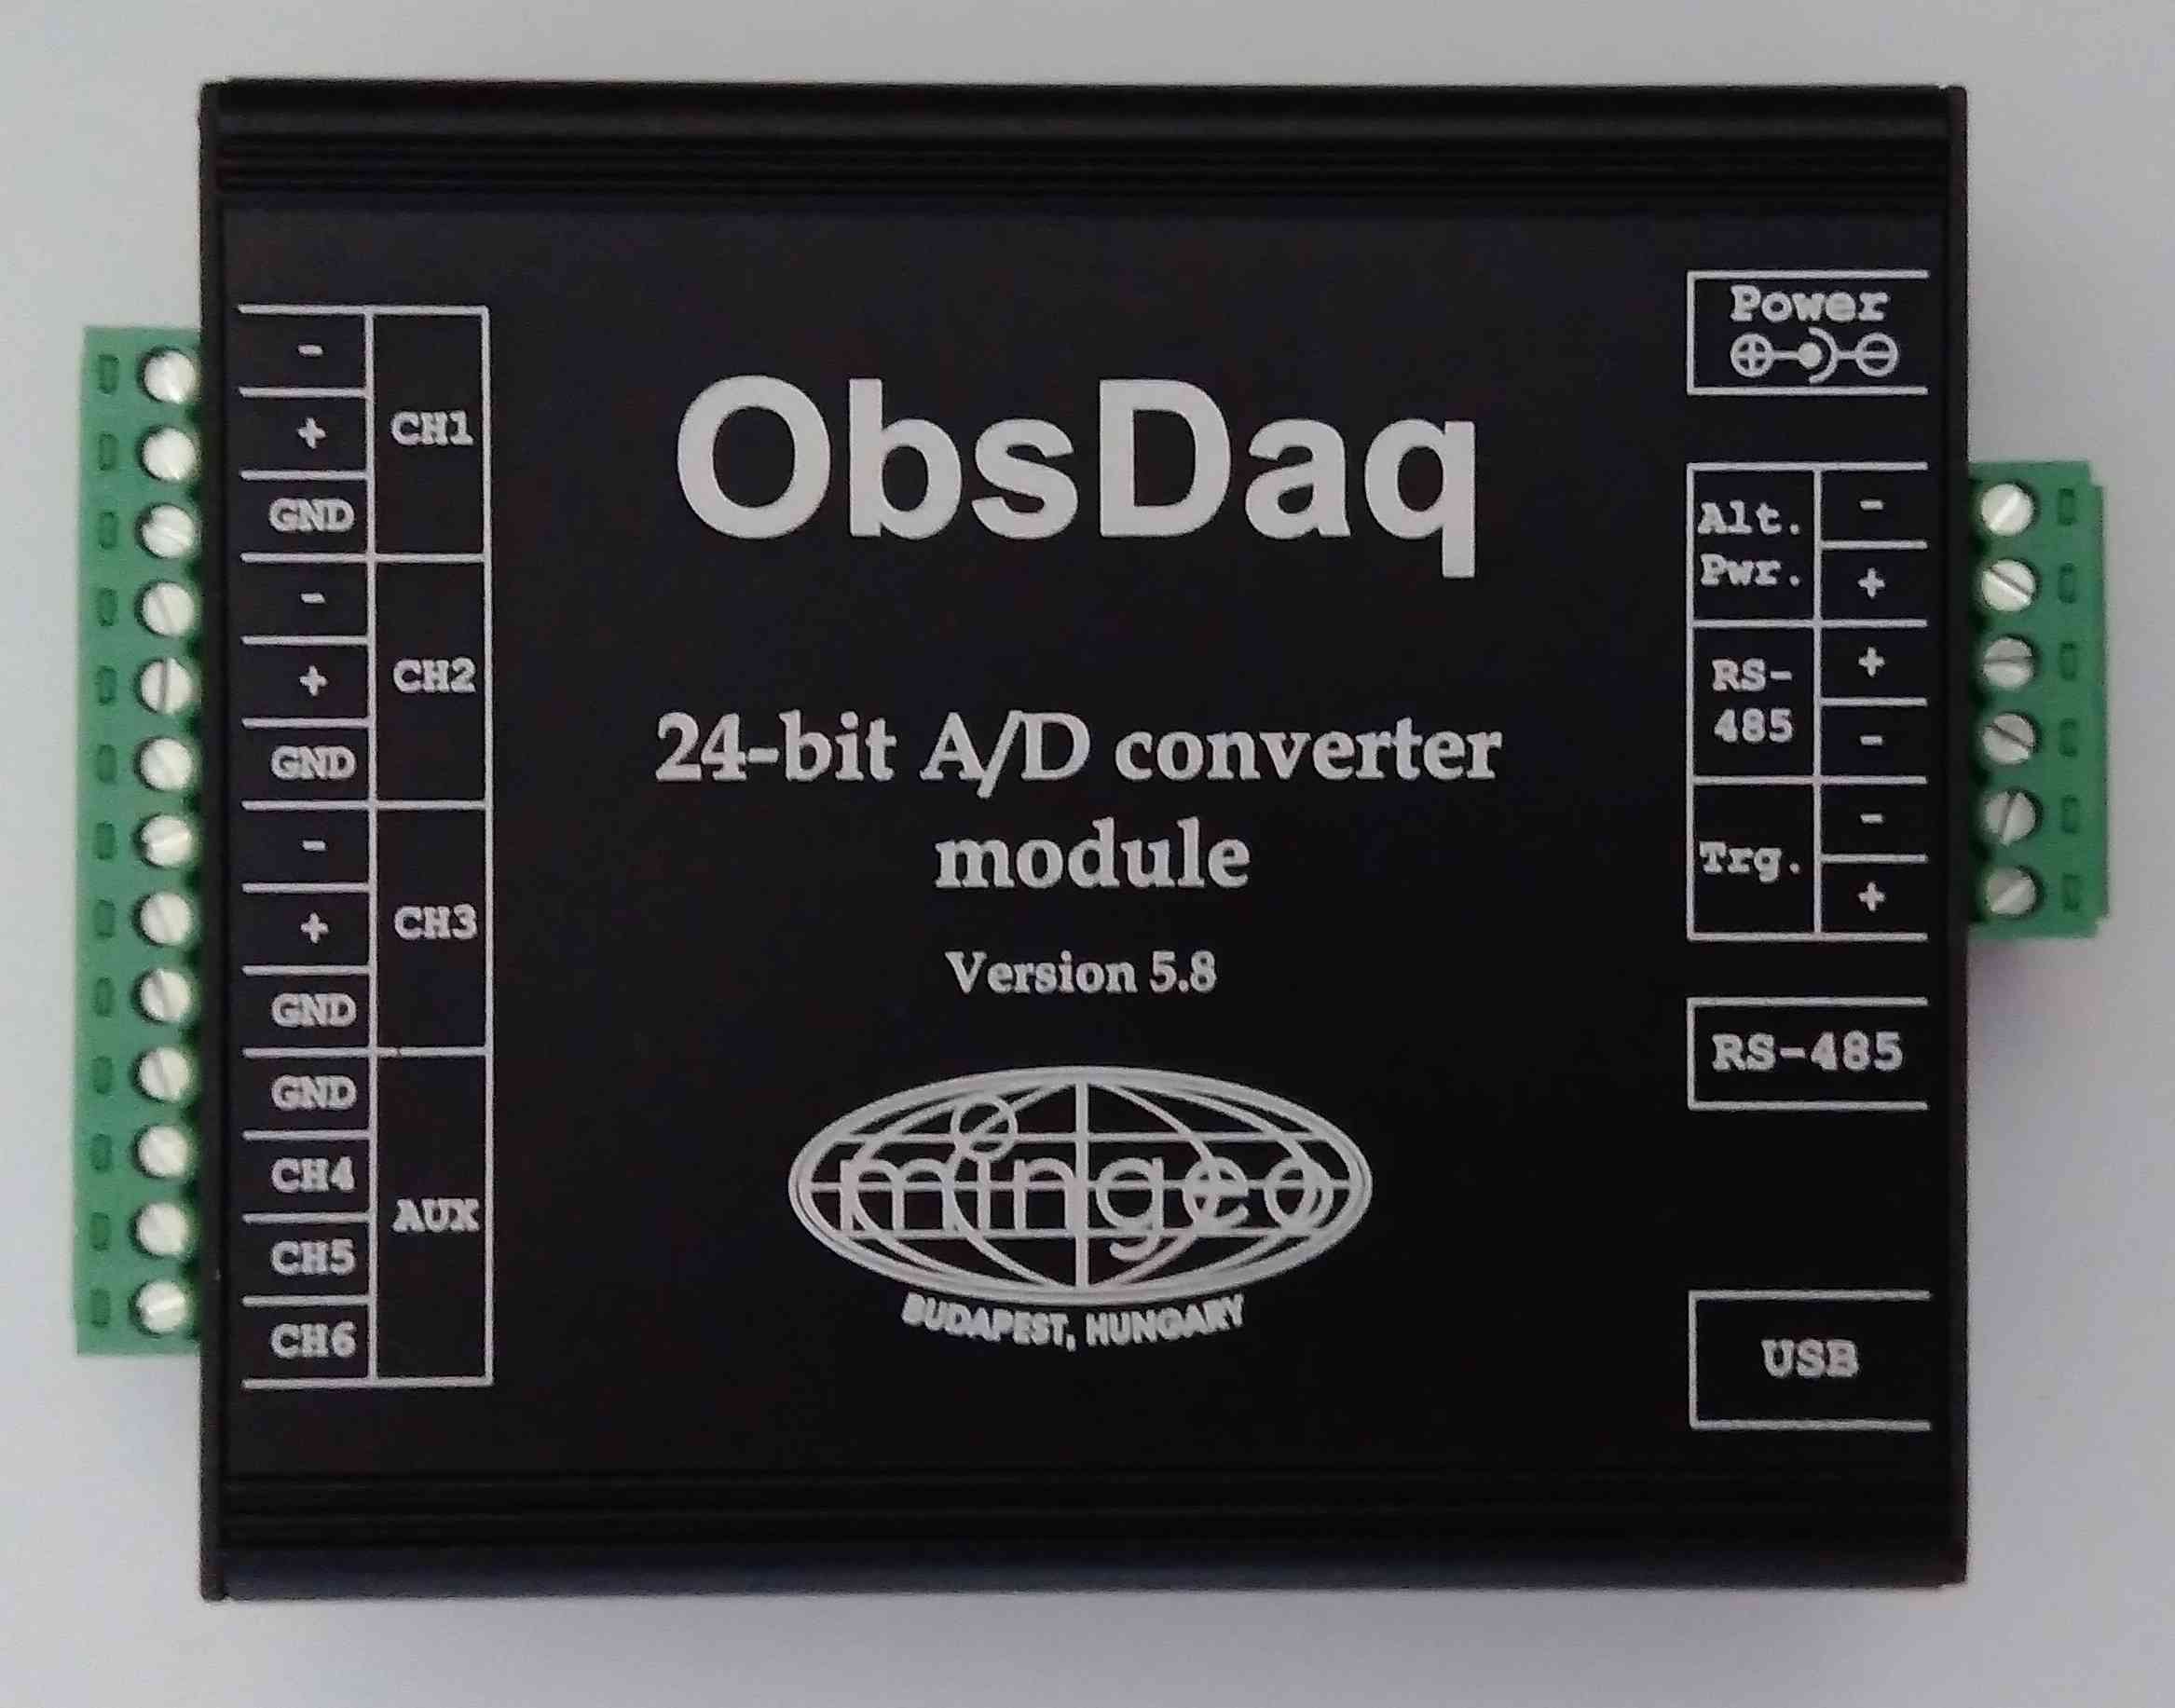 ObsDaq
24-bit A/D converter
module
Version 5.8
mingeo
BUDAPEST, HUNGARY
-
+
GND
CH1
-
+
GND
CH2
-
+
GND
CH3
GND
CH4
CH5
CH6
AUX
Power
+ -
Alt.
Pwr.
-
+
RS-
485
+
-
Trg.
-
+
RS-485
USB